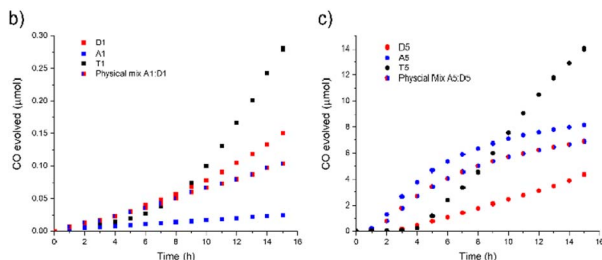 b)
D1
A1
T1
Physical mix A1:D1
CO evolved (μmol)
0.30
0.25
0.20
0.15
0.10
0.05
0.00
0 2 4 6 8 10 12 14 16
Time (h)
c)
D5
A5
T5
Physcial Mix A5:D5
CO evolved (μmol)
14
12
10
8
6
4
2
0
0 2 4 6 8 10 12 14 16
Time (h)